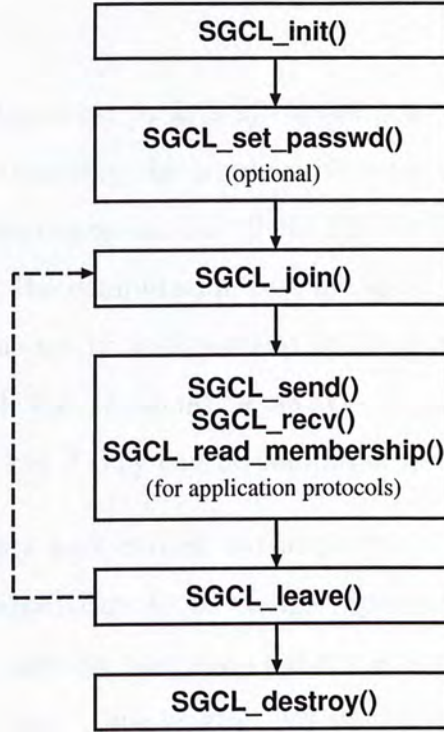 SGCL_init()
SGCL_set_passwd()
(optional)
SGCL_join()
SGCL_send()
SGCL_recv()
SGCL_read_membership()
(for application protocols)
SGCL_leave()
SGCL_destroy()